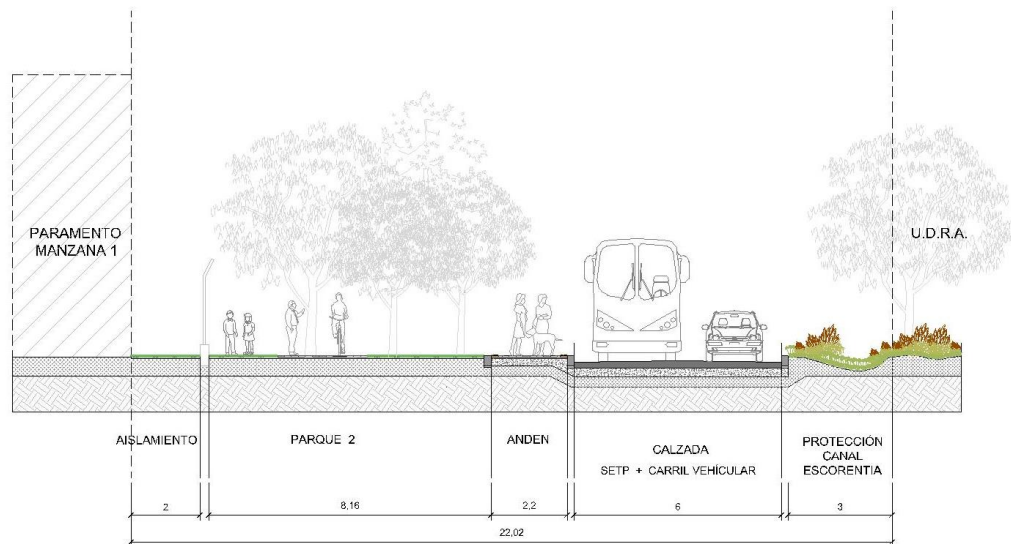 PARAMENTO
MANZANA 1
U.D.R.A.
AISLAMIENTO
PARQUE 2
ANDEN
CALZADA
SETP + CARRIL VEHÍCULAR
PROTECCIÓN
CANAL
ESCORENTIA
2
8,16
2,2
6
3
22,02